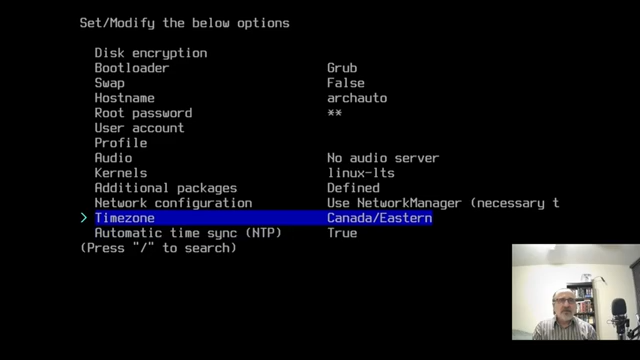 Set/Modify the below options
Disk encryption
Bootloader Grub
Swap False
Hostname archauto
Root password **
User account
Profile
Audio No audio server
Kernels linux-lts
Additional packages Defined
Network configuration Use NetworkManager (necessary t
> Timezone Canada/Eastern
Automatic time sync (NTP) True
(Press "/" to search)